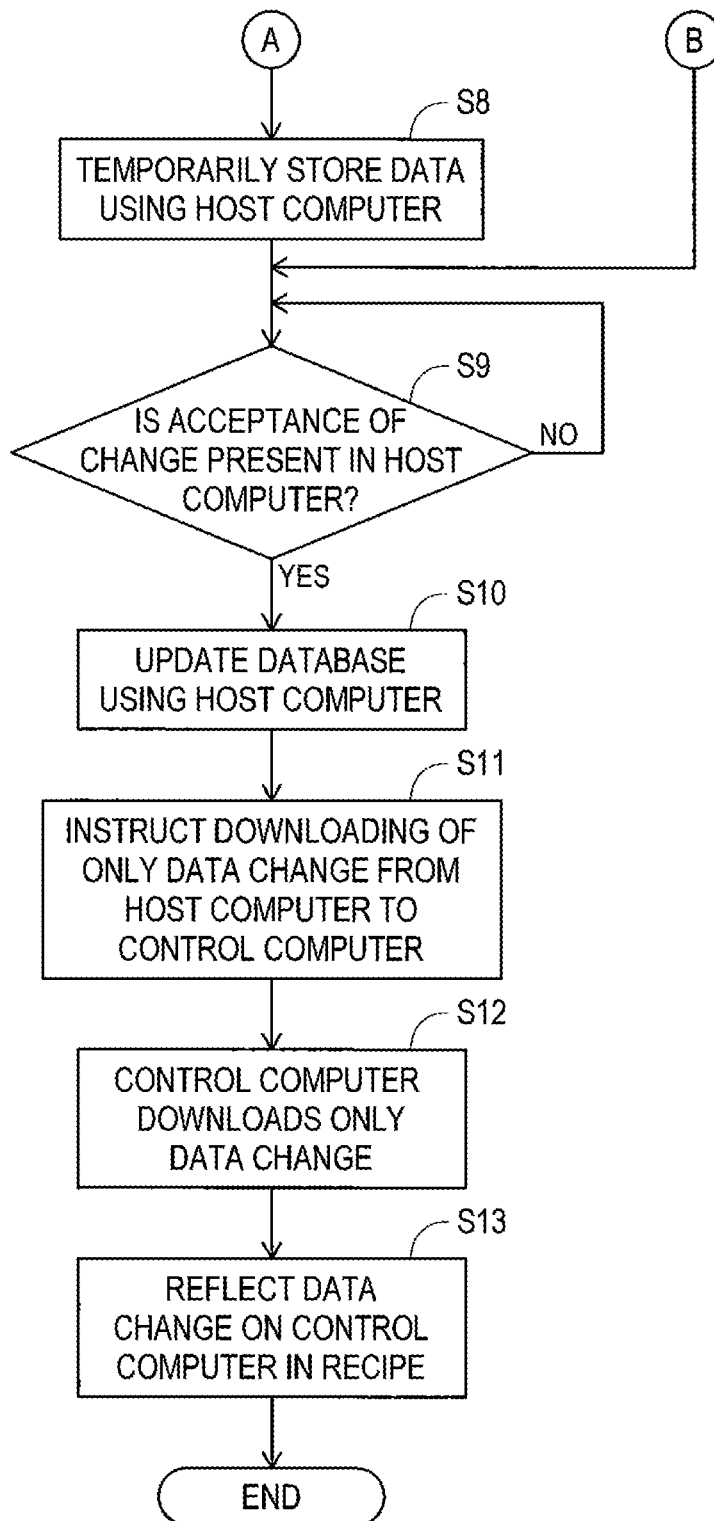 A
B
S8
TEMPORARILY STORE DATA
USING HOST COMPUTER
S9
IS ACCEPTANCE OF
CHANGE PRESENT IN HOST
COMPUTER?
NO
YES
S10
UPDATE DATABASE
USING HOST COMPUTER
S11
INSTRUCT DOWNLOADING OF
ONLY DATA CHANGE FROM
HOST COMPUTER TO
CONTROL COMPUTER
S12
CONTROL COMPUTER
DOWNLOADS ONLY
DATA CHANGE
S13
REFLECT DATA
CHANGE ON CONTROL
COMPUTER IN RECIPE
END